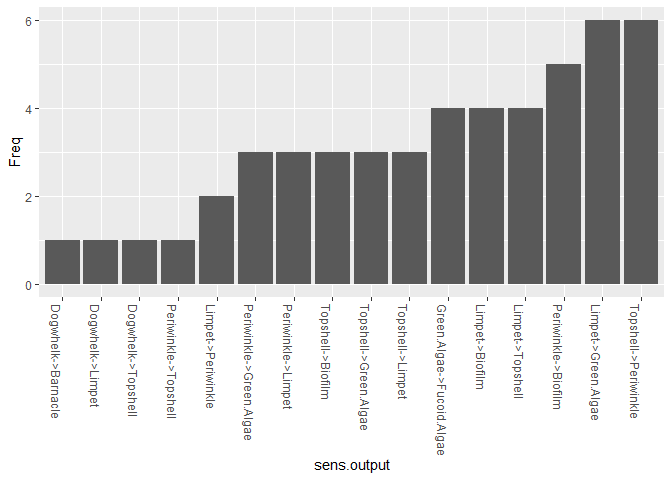 6
4
2
0
Freq
Dogwhelk->Barnacle
Dogwhelk->Limpet
Dogwhelk->Topshell
Periwinkle->Topshell
Limpet->Periwinkle
Periwinkle->Green.Algae
Periwinkle->Limpet
Topshell->Biofilm
Topshell->Green.Algae
Topshell->Limpet
Green.Algae->Fucoid.Algae
Limpet->Biofilm
Limpet->Topshell
Periwinkle->Biofilm
Limpet->Green.Algae
Topshell->Periwinkle
sens.output